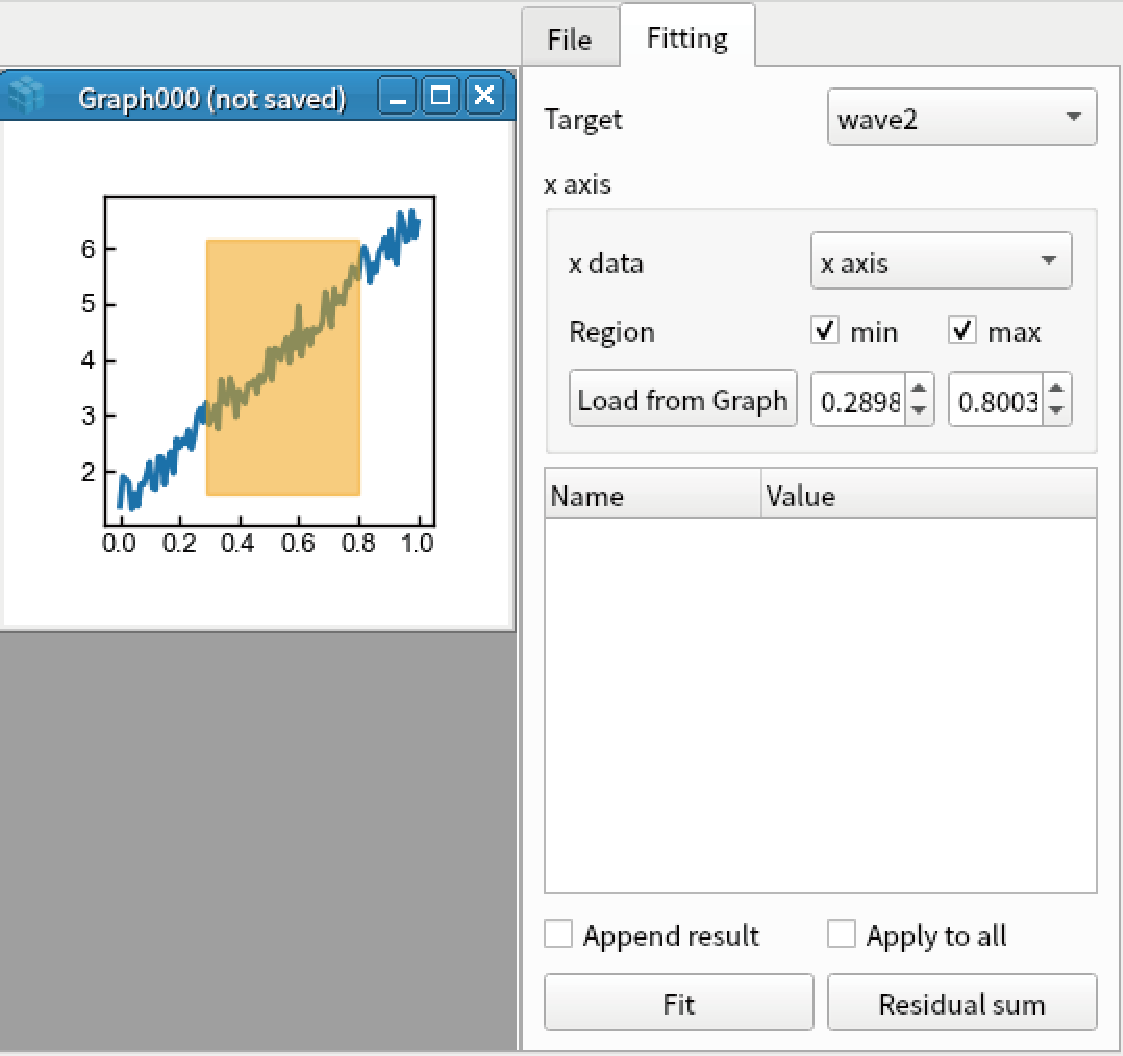 File
Fitting
Graph000 (not saved)
Target
wave2
x axis
x data
x axis
Region
min
max
Load from Graph
0.2898
0.8003
Name
Value
6
5
4
3
2
0.0 0.2 0.4 0.6 0.8 1.0
Append result
Apply to all
Fit
Residual sum